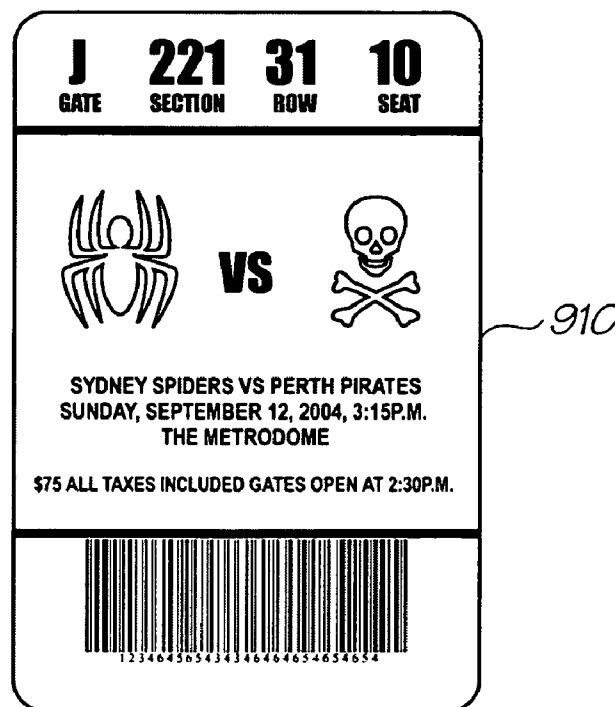 J 221 31 10
GATE SECTION ROW SEAT
VS
910
SYDNEY SPIDERS VS PERTH PIRATES
SUNDAY, SEPTEMBER 12, 2004, 3:15P.M.
THE METRODOME
$75 ALL TAXES INCLUDED GATES OPEN AT 2:30P.M.